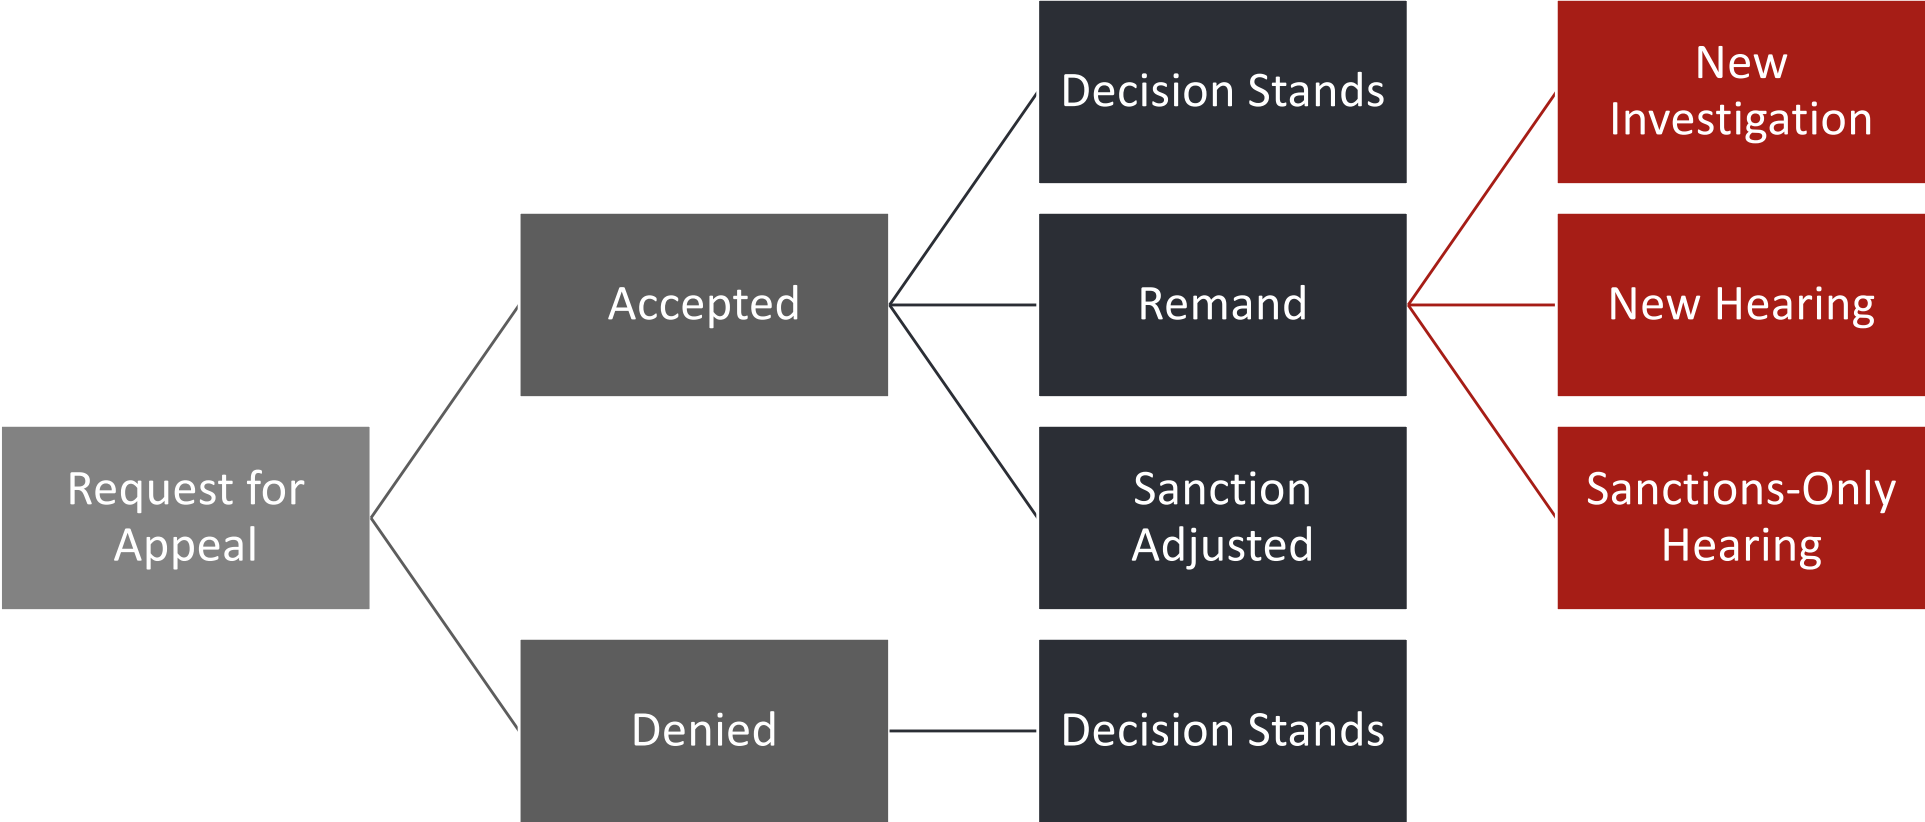 Request for
Appeal
Accepted
Denied
Decision Stands
Remand
Sanction
Adjusted
Decision Stands
New
Investigation
New Hearing
Sanctions-Only
Hearing